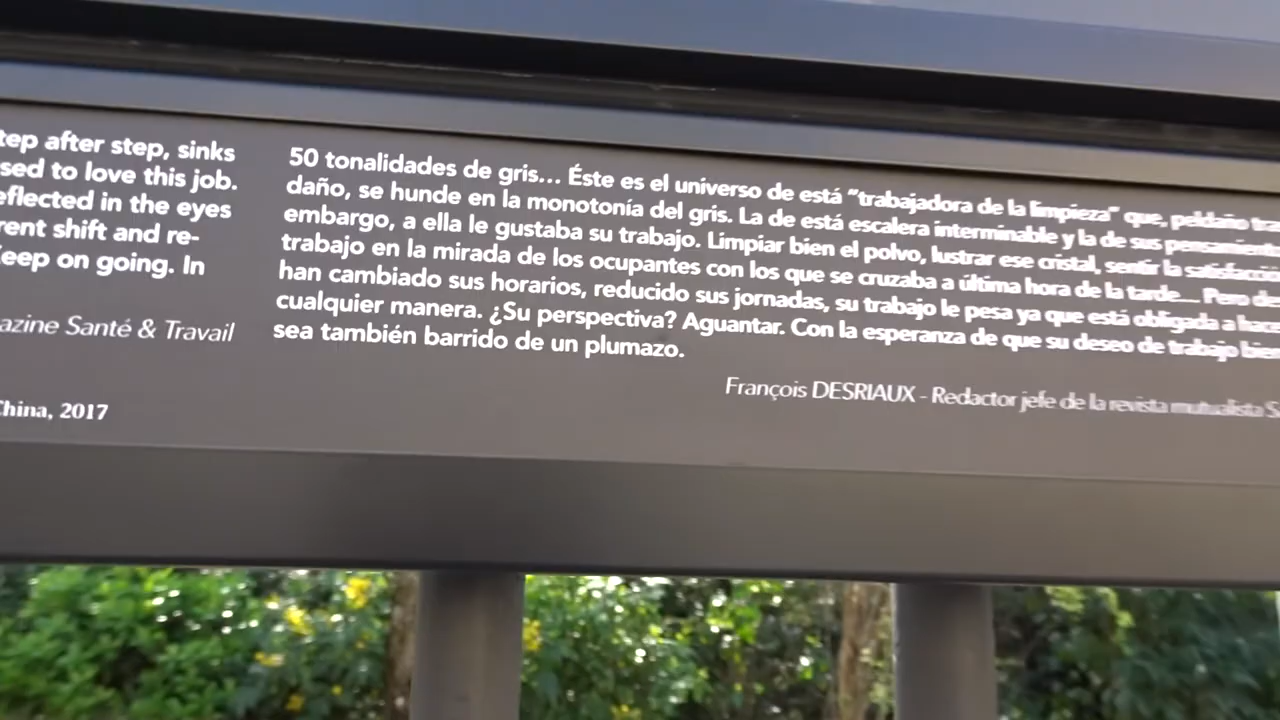 tep after step, sinks
sed to love this job.
eflected in the eyes
rent shift and re-
Keep on going. In
azine Santé & Travail
China, 2017
50 tonalidades de gris... Éste es el universo de está "trabajadora de la limpieza" que, peldaño tra
daño, se hunde en la monotonía del gris. La de está escalera interminable y la de sus pensamient
embargo, a ella le gustaba su trabajo. Limpiar bien el polvo, lustrar ese cristal, sentir la satisfacció
trabajo en la mirada de los ocupantes con los que se cruzaba a última hora de la tarde.... Pero de
han cambiado sus horarios, reducido sus jornadas, su trabajo le pesa ya que está obligada a hace
cualquier manera. ¿Su perspectiva? Aguantar. Con la esperanza de que su deseo de trabajo bien
sea también barrido de un plumazo.
François DESRIAUX - Redactor jefe de la revista mutualista S